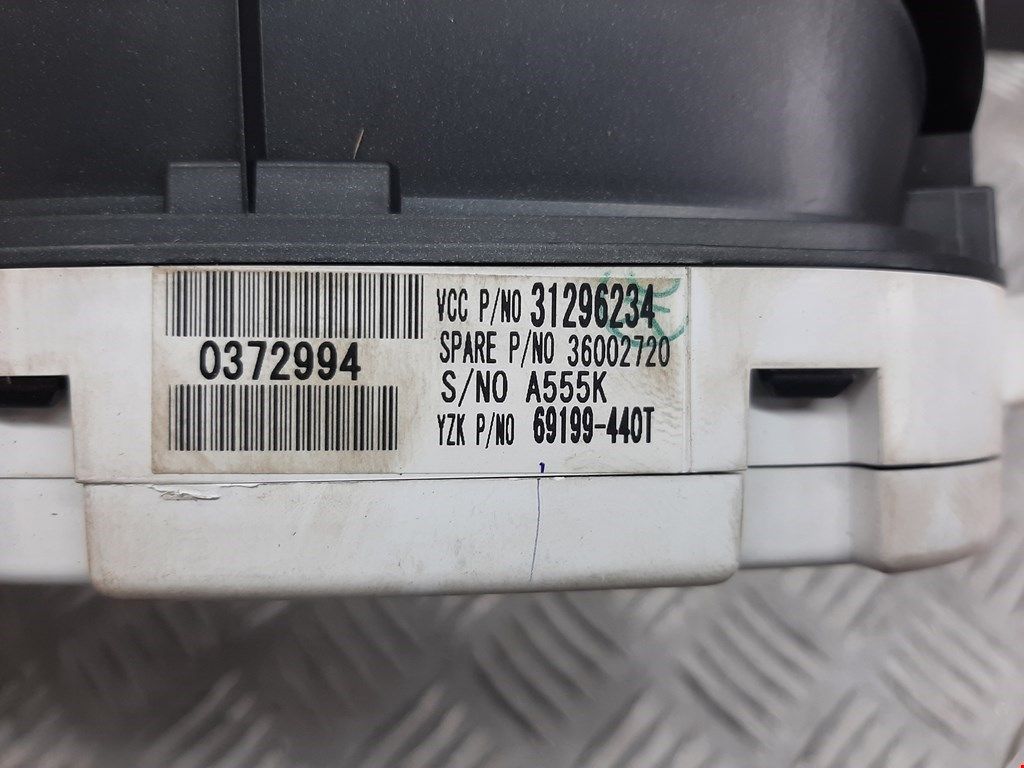 0372994
VCC P/NO 31296234
SPARE P/NO 36002720
S/NO A555K
YZK P/NO 69199-440T